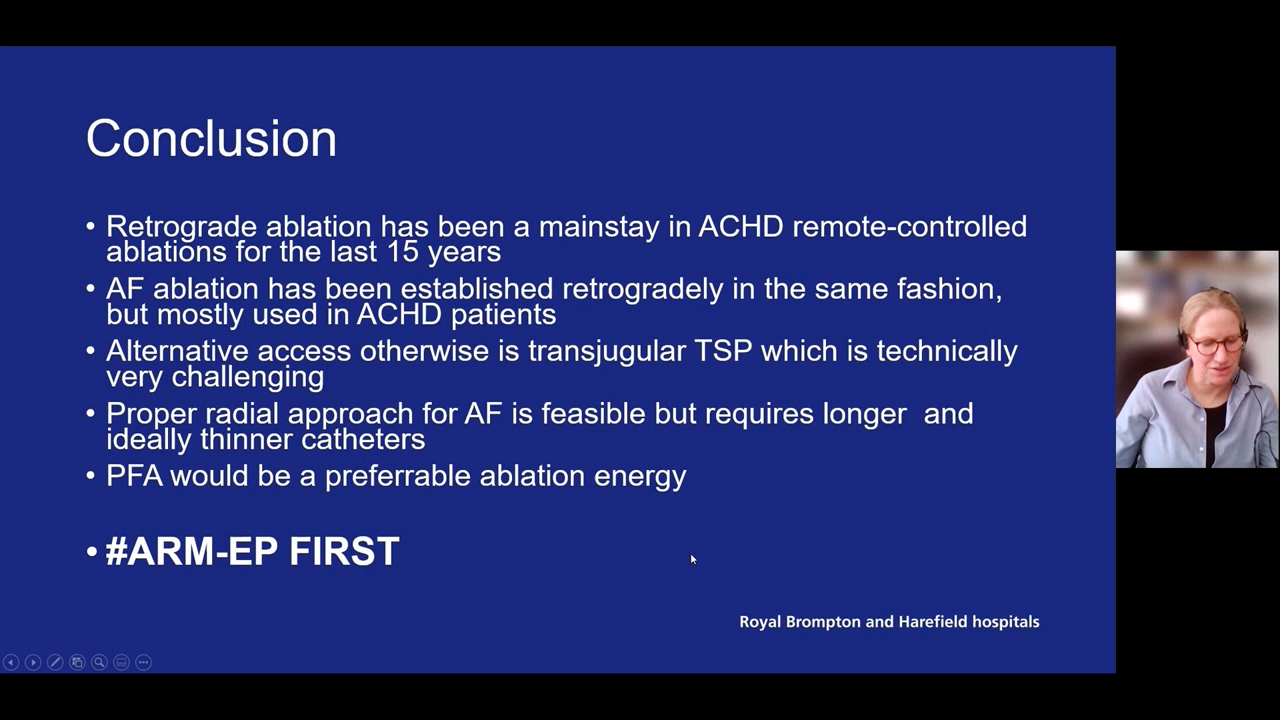 Conclusion
• Retrograde ablation has been a mainstay in ACHD remote-controlled
ablations for the last 15 years
• AF ablation has been established retrogradely in the same fashion,
but mostly used in ACHD patients
• Alternative access otherwise is transjugular TSP which is technically
very challenging
• Proper radial approach for AF is feasible but requires longer  and
ideally thinner catheters
• PFA would be a preferrable ablation energy
• #ARM-EP FIRST
Royal Brompton and Harefield hospitals